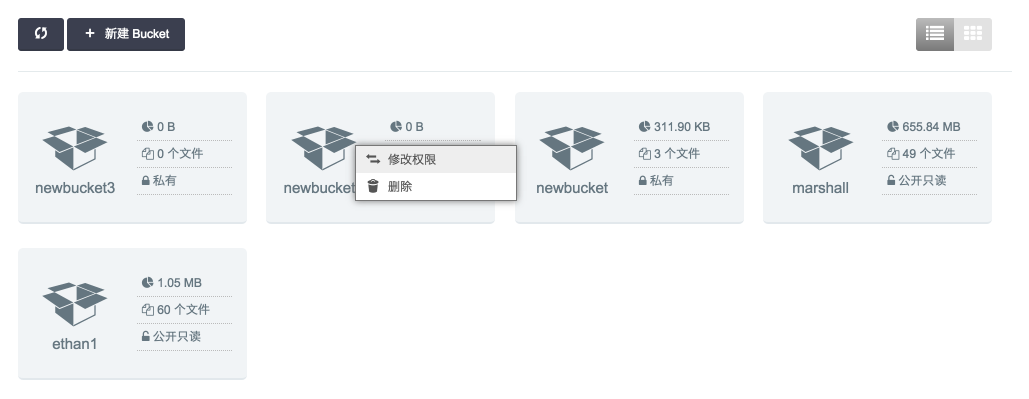 新建 Bucket
0 B
0 个文件
私有
newbucket3
0 B
newbucket
修改权限
删除
311.90 KB
3 个文件
私有
newbucket
655.84 MB
49 个文件
公开只读
marshall
1.05 MB
60 个文件
公开只读
ethan1